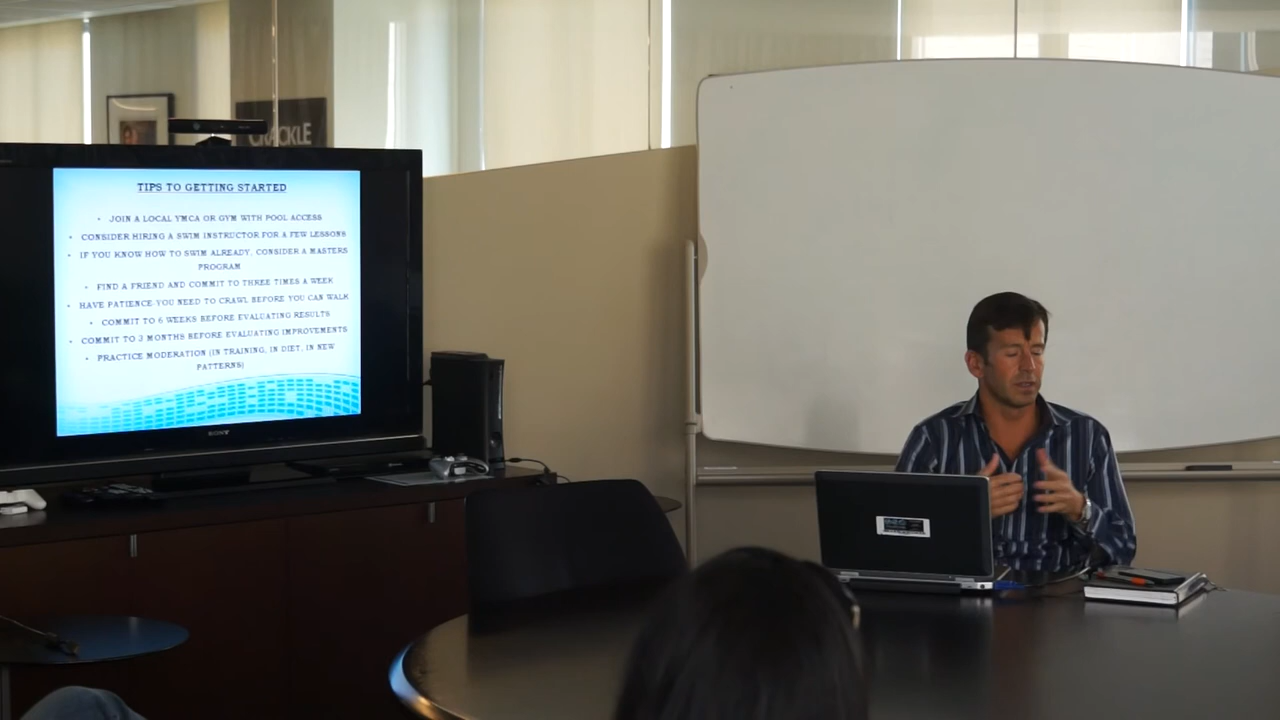 CRACKLE
TIPS TO GETTING STARTED
• JOIN A LOCAL YMCA OR GYM WITH POOL ACCESS
• CONSIDER HIRING A SWIM INSTRUCTOR FOR A FEW LESSONS
• IF YOU KNOW HOW TO SWIM ALREADY, CONSIDER A MASTERS
PROGRAM
• FIND A FRIEND AND COMMIT TO THREE TIMES A WEEK
• HAVE PATIENCE-YOU NEED TO CRAWL BEFORE YOU CAN WALK
• COMMIT TO 6 WEEKS BEFORE EVALUATING RESULTS
• COMMIT TO 3 MONTHS BEFORE EVALUATING IMPROVEMENTS
• PRACTICE MODERATION (IN TRAINING, IN DIET, IN NEW
PATTERNS)
SONY